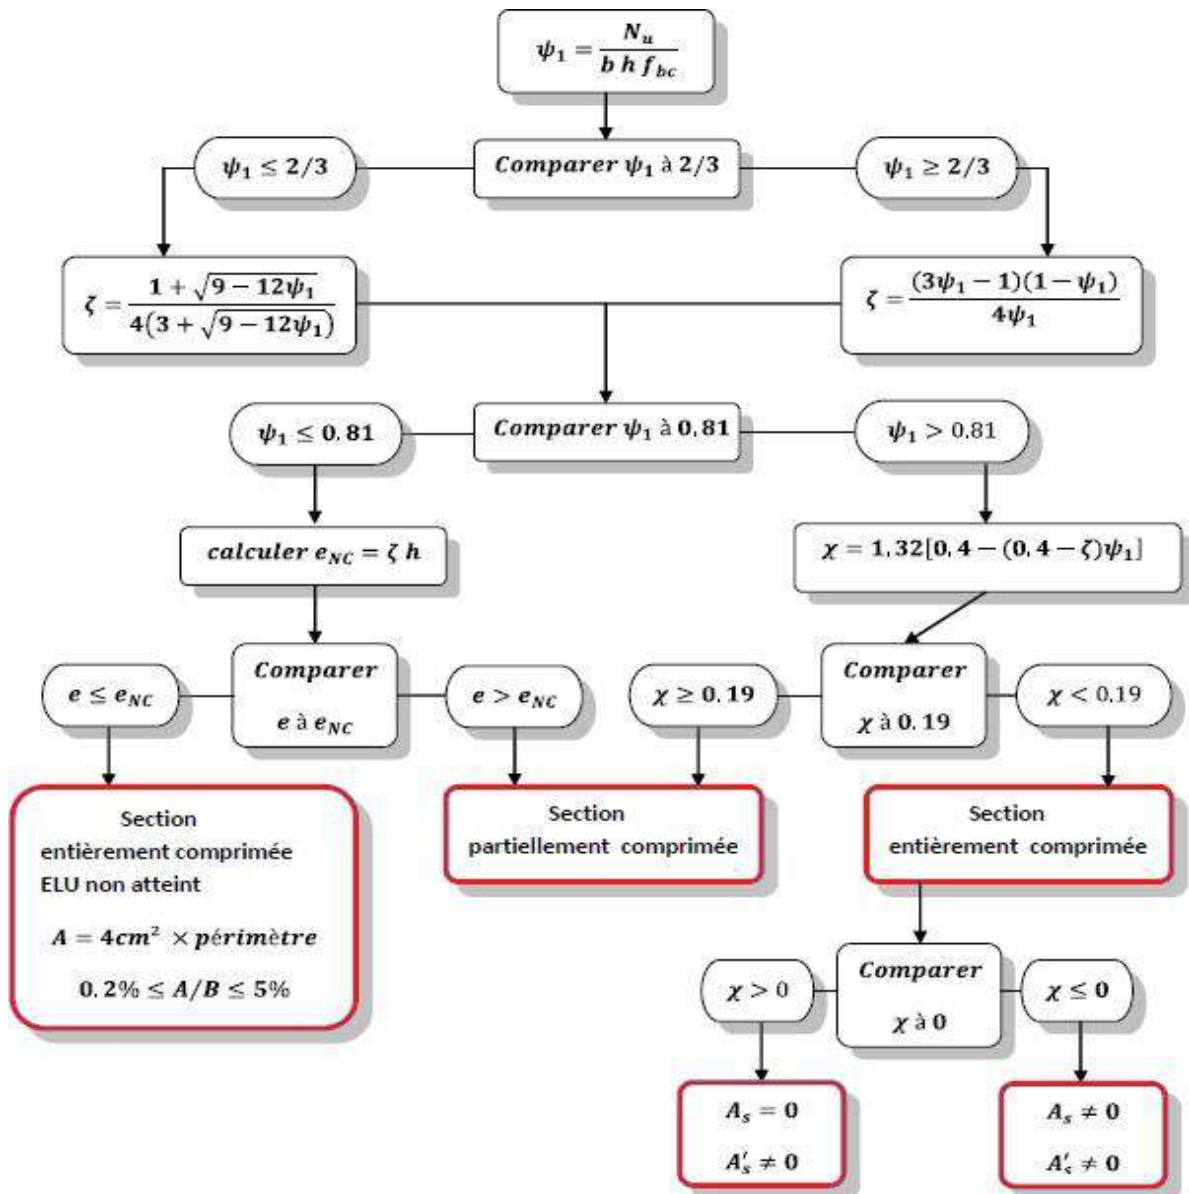 ψ₁ = N_u / (b h f_bc)
ψ₁ ≤ 2/3
Comparer ψ₁ à 2/3
ψ₁ ≥ 2/3
ζ = (1 + √(9 − 12ψ₁)) / (4(3 + √(9 − 12ψ₁)))
ζ = ((3ψ₁ − 1)(1 − ψ₁)) / (4ψ₁)
ψ₁ ≤ 0,81
Comparer ψ₁ à 0,81
ψ₁ > 0,81
calculer e_NC = ζ h
χ = 1,32[0,4 − (0,4 − ζ)ψ₁]
e ≤ e_NC
Comparer
e à e_NC
e > e_NC
χ ≥ 0,19
Comparer
χ à 0,19
χ < 0,19
Section
entièrement comprimée
ELU non atteint
A = 4cm² × périmètre
0,2% ≤ A/B ≤ 5%
Section
partiellement comprimée
Section
entièrement comprimée
χ > 0
Comparer
χ à 0
χ ≤ 0
A_s = 0
A'_s ≠ 0
A_s ≠ 0
A'_s ≠ 0